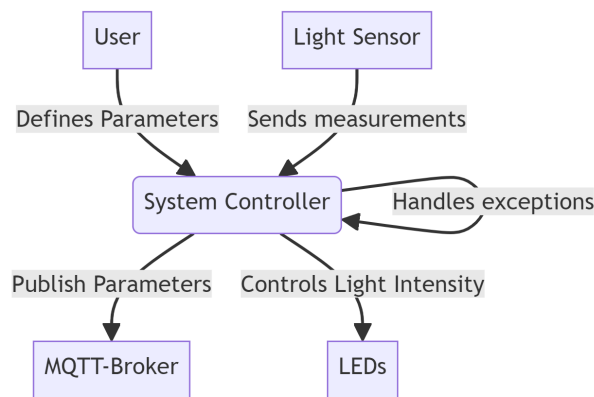 User
Light Sensor
Defines Parameters
Sends measurements
System Controller
Handles exceptions
Publish Parameters
Controls Light Intensity
MQTT-Broker
LEDs